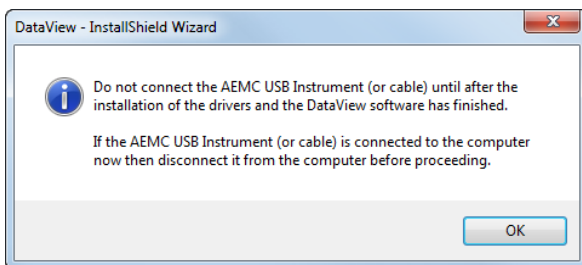 DataView - InstallShield Wizard
Do not connect the AEMC USB Instrument (or cable) until after the
installation of the drivers and the DataView software has finished.
If the AEMC USB Instrument (or cable) is connected to the computer
now then disconnect it from the computer before proceeding.
OK